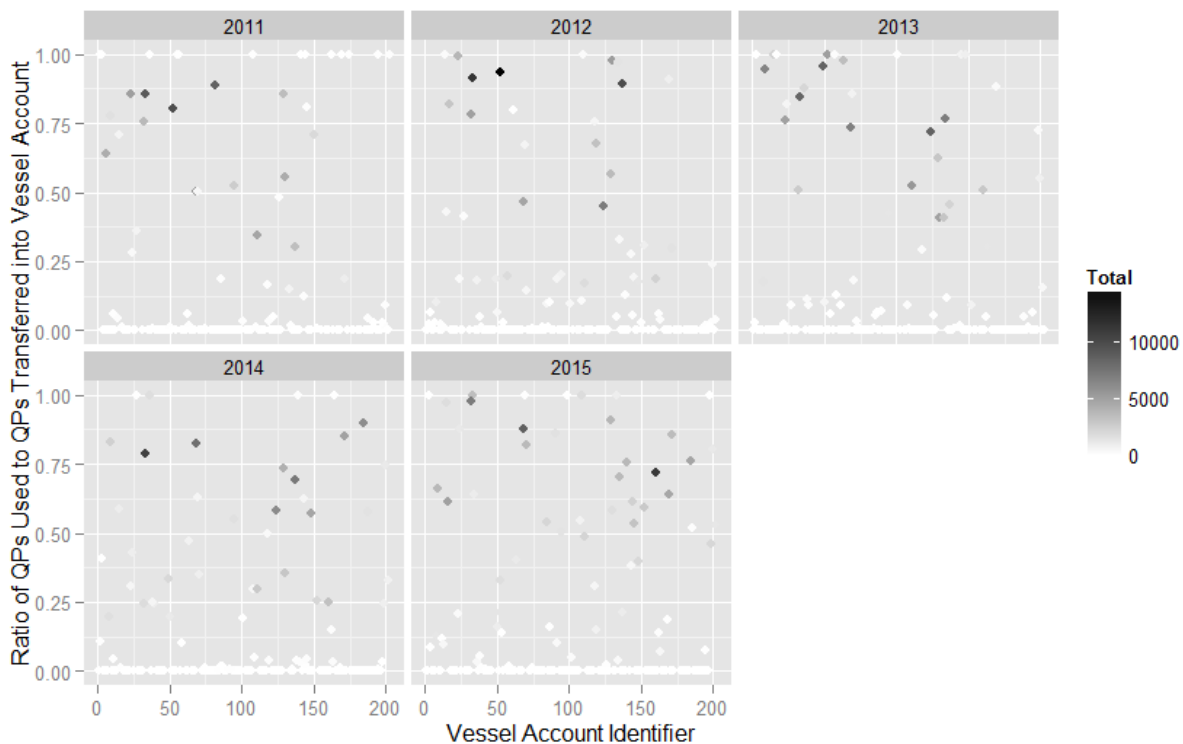 2011 2012 2013
1.00
0.75
0.50
0.25
0.00
Ratio of QPs Used to QPs Transferred into Vessel Account
Total
10000
5000
0
2014 2015
1.00
0.75
0.50
0.25
0.00
0 50 100 150 200 0 50 100 150 200
Vessel Account Identifier